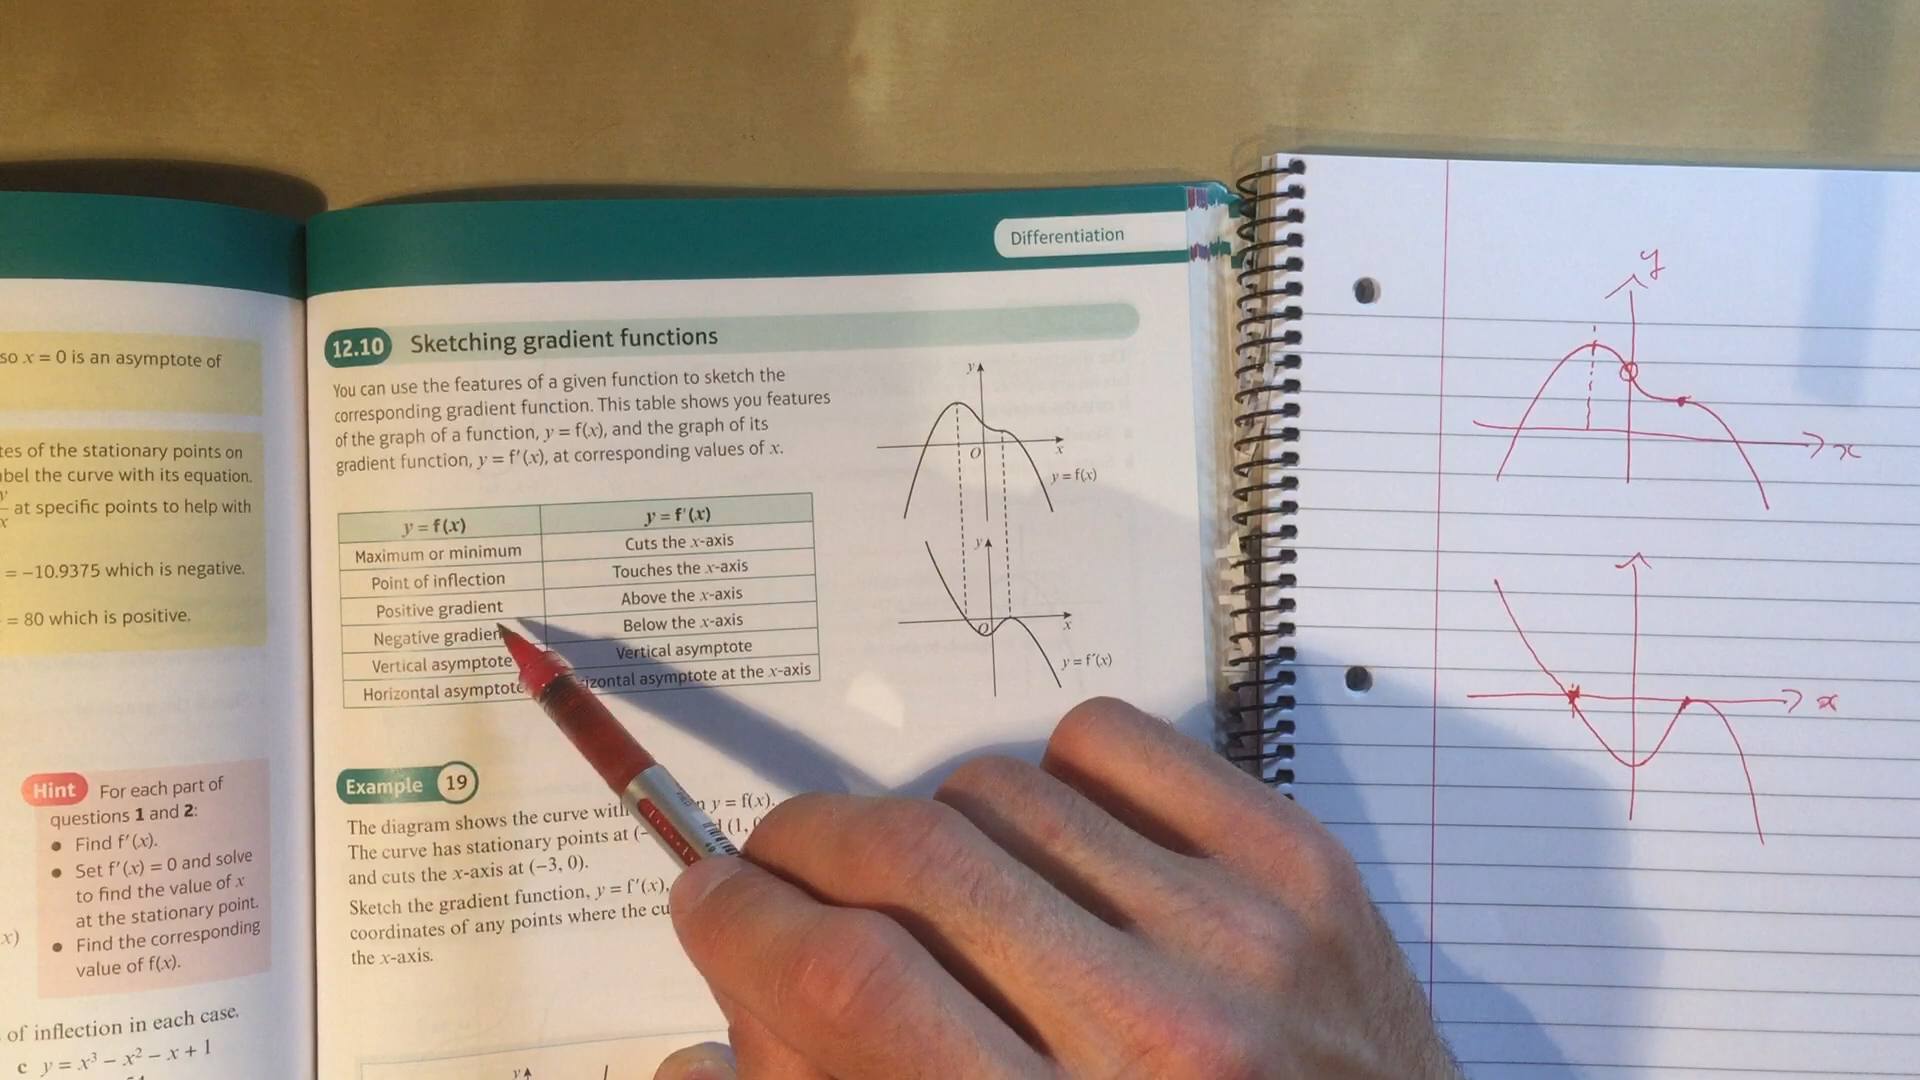 so x = 0 is an asymptote of
tes of the stationary points on
bel the curve with its equation.
at specific points to help with
= −10.9375 which is negative.
= 80 which is positive.
Hint For each part of
questions 1 and 2:
• Find f′(x).
• Set f′(x) = 0 and solve
to find the value of x
at the stationary point.
• Find the corresponding
value of f(x).
x)
of inflection in each case.
c y = x³ − x² − x + 1
Differentiation
12.10 Sketching gradient functions
You can use the features of a given function to sketch the
corresponding gradient function. This table shows you features
of the graph of a function, y = f(x), and the graph of its
gradient function, y = f′(x), at corresponding values of x.
y = f(x) y = f′(x)
Maximum or minimum Cuts the x-axis
Point of inflection Touches the x-axis
Positive gradient Above the x-axis
Negative gradien Below the x-axis
Vertical asymptote Vertical asymptote
Horizontal asymptote izontal asymptote at the x-axis
y
O
x
y = f(x)
y
O
x
y = f′(x)
Example 19
The diagram shows the curve with n y = f(x).
The curve has stationary points at (− (1, 0
and cuts the x-axis at (−3, 0).
Sketch the gradient function, y = f′(x),
coordinates of any points where the cu
the x-axis.
y
y
x
x